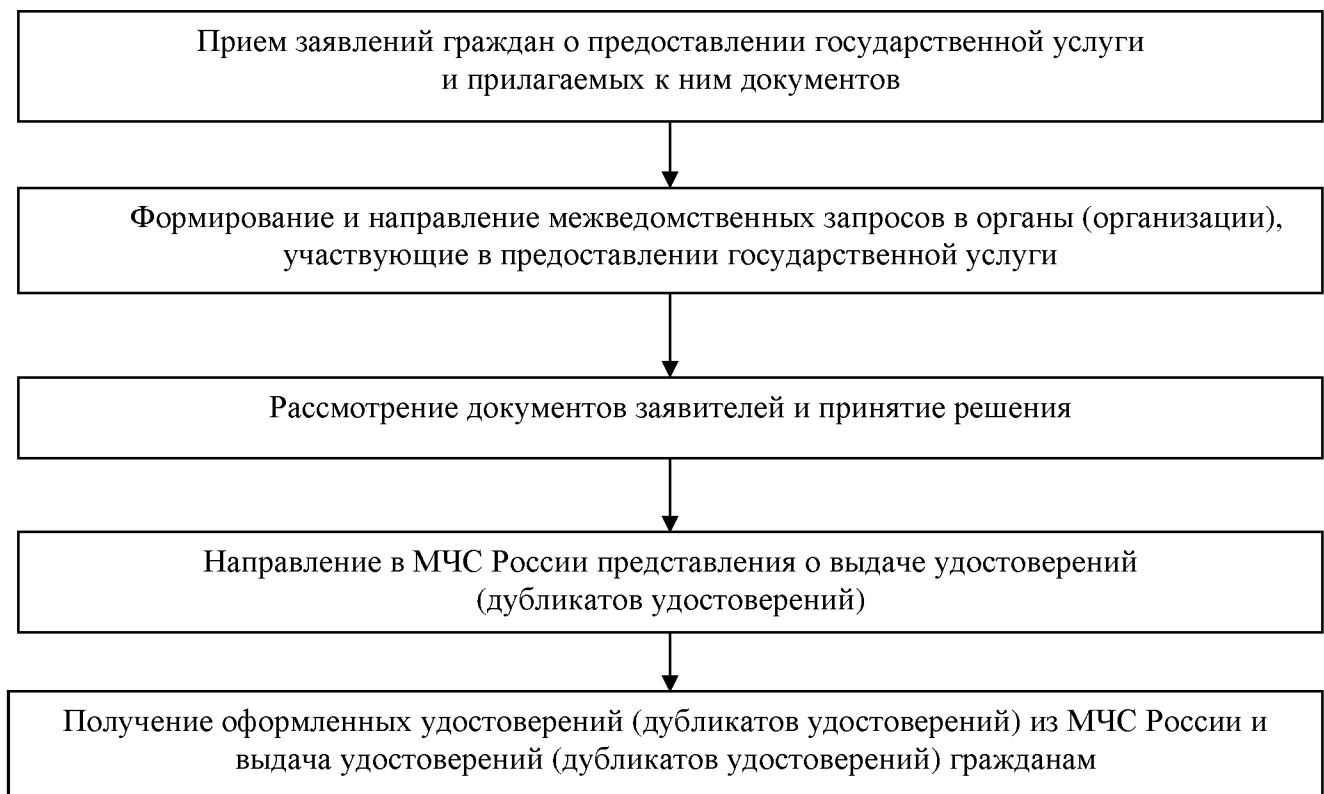 Прием заявлений граждан о предоставлении государственной услуги
и прилагаемых к ним документов
Формирование и направление межведомственных запросов в органы (организации),
участвующие в предоставлении государственной услуги
Рассмотрение документов заявителей и принятие решения
Направление в МЧС России представления о выдаче удостоверений
(дубликатов удостоверений)
Получение оформленных удостоверений (дубликатов удостоверений) из МЧС России и
выдача удостоверений (дубликатов удостоверений) гражданам